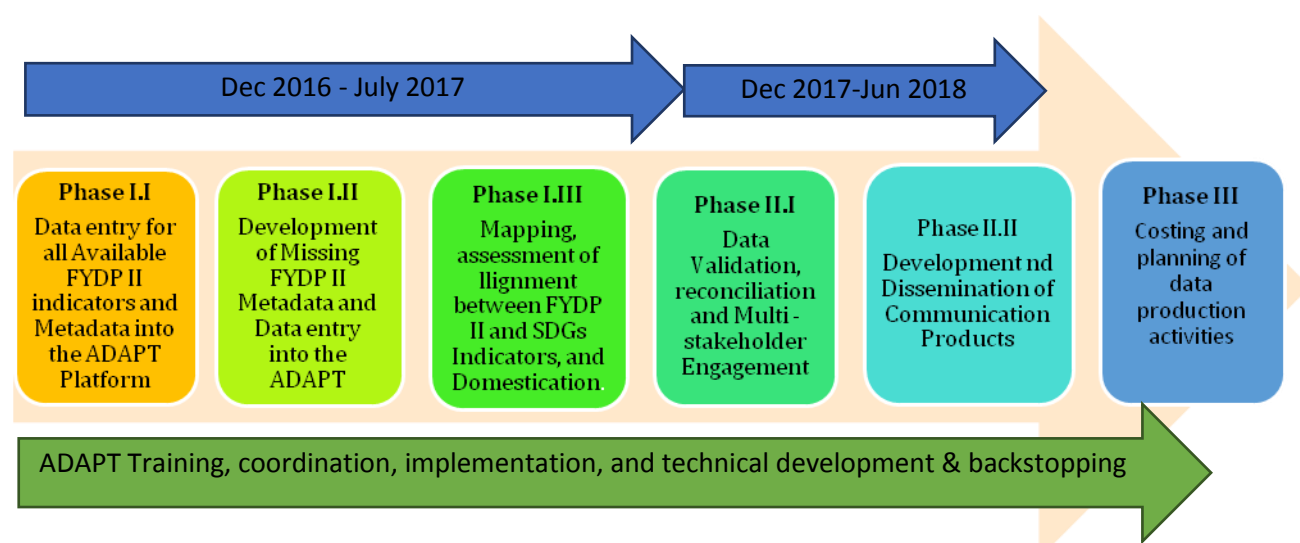 Dec 2016 - July 2017
Dec 2017-Jun 2018
Phase I.I
Data entry for
all Available
FYDP II
indicators and
Metadata into
the ADAPT
Platform
Phase I.II
Development
of Missing
FYDP II
Metadata and
Data entry
into the
ADAPT
Phase I.III
Mapping,
assessment of
Ilignment
between FYDP
II and SDGs
Indicators, and
Domestication.
Phase II.I
Data
Validation,
reconciliation
and Multi-
stakeholder
Engagement
Phase II.II
Development nd
Dissemination of
Communication
Products
Phase III
Costing and
planning of
data
production
activities
ADAPT Training, coordination, implementation, and technical development & backstopping